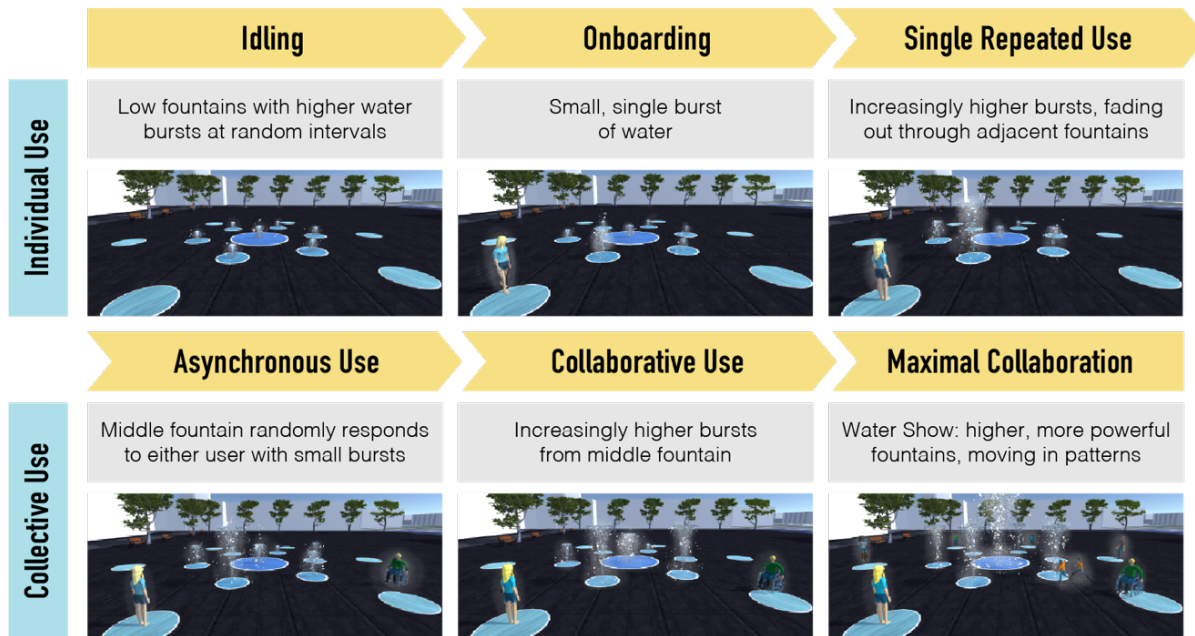 Idling
Onboarding
Single Repeated Use
Individual Use
Low fountains with higher water
bursts at random intervals
Small, single burst
of water
Increasingly higher bursts, fading
out through adjacent fountains
Asynchronous Use
Collaborative Use
Maximal Collaboration
Collective Use
Middle fountain randomly responds
to either user with small bursts
Increasingly higher bursts
from middle fountain
Water Show: higher, more powerful
fountains, moving in patterns